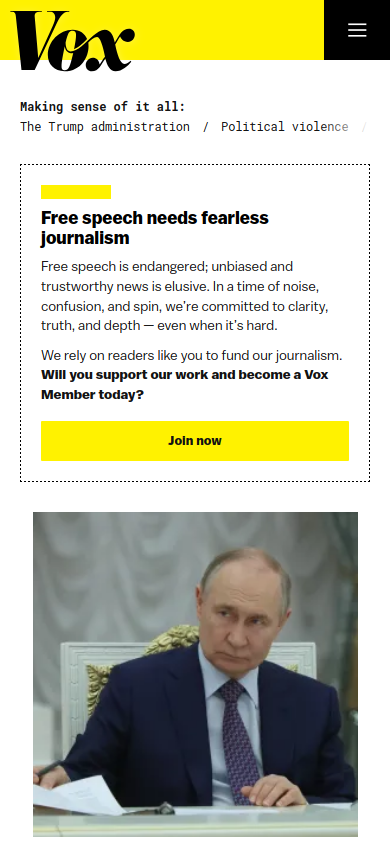 Vox
Making sense of it all:
The Trump administration / Political violence /
Free speech needs fearless
journalism
Free speech is endangered; unbiased and
trustworthy news is elusive. In a time of noise,
confusion, and spin, we're committed to clarity,
truth, and depth — even when it's hard.
We rely on readers like you to fund our journalism.
Will you support our work and become a Vox
Member today?
Join now